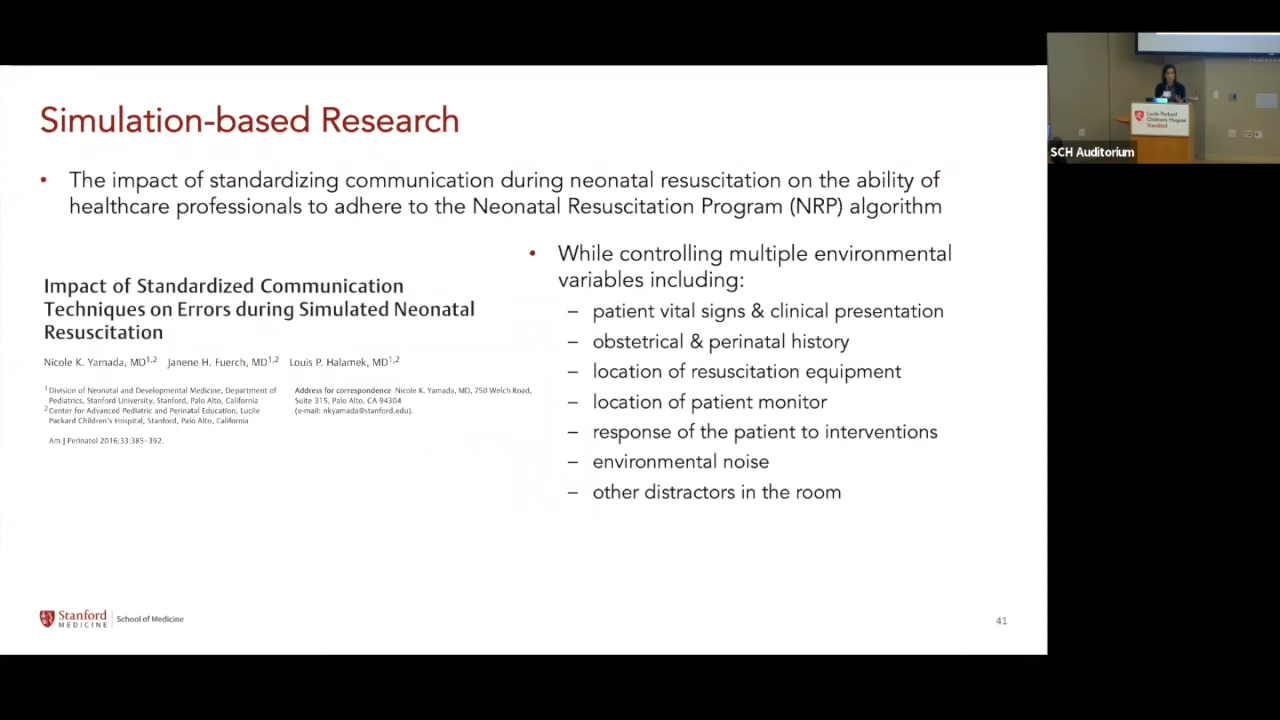 Simulation-based Research
• The impact of standardizing communication during neonatal resuscitation on the ability of
healthcare professionals to adhere to the Neonatal Resuscitation Program (NRP) algorithm
Impact of Standardized Communication
Techniques on Errors during Simulated Neonatal
Resuscitation
Nicole K. Yamada, MD1,2 Janene H. Fuerch, MD1,2 Louis P. Halamek, MD1,2
1 Division of Neonatal and Developmental Medicine, Department of
Pediatrics, Stanford University, Stanford, Palo Alto, California
2 Center for Advanced Pediatric and Perinatal Education, Lucile
Packard Children's Hospital, Stanford, Palo Alto, California
Address for correspondence Nicole K. Yamada, MD, 750 Welch Road,
Suite 315, Palo Alto, CA 94304
(e-mail: nkyamada@stanford.edu).
Am J Perinatol 2016;33:385–392.
• While controlling multiple environmental
variables including:
– patient vital signs & clinical presentation
– obstetrical & perinatal history
– location of resuscitation equipment
– location of patient monitor
– response of the patient to interventions
– environmental noise
– other distractors in the room
Stanford
MEDICINE
School of Medicine
41
Lucile Packard
Children's Hospital
Stanford
SCH Auditorium